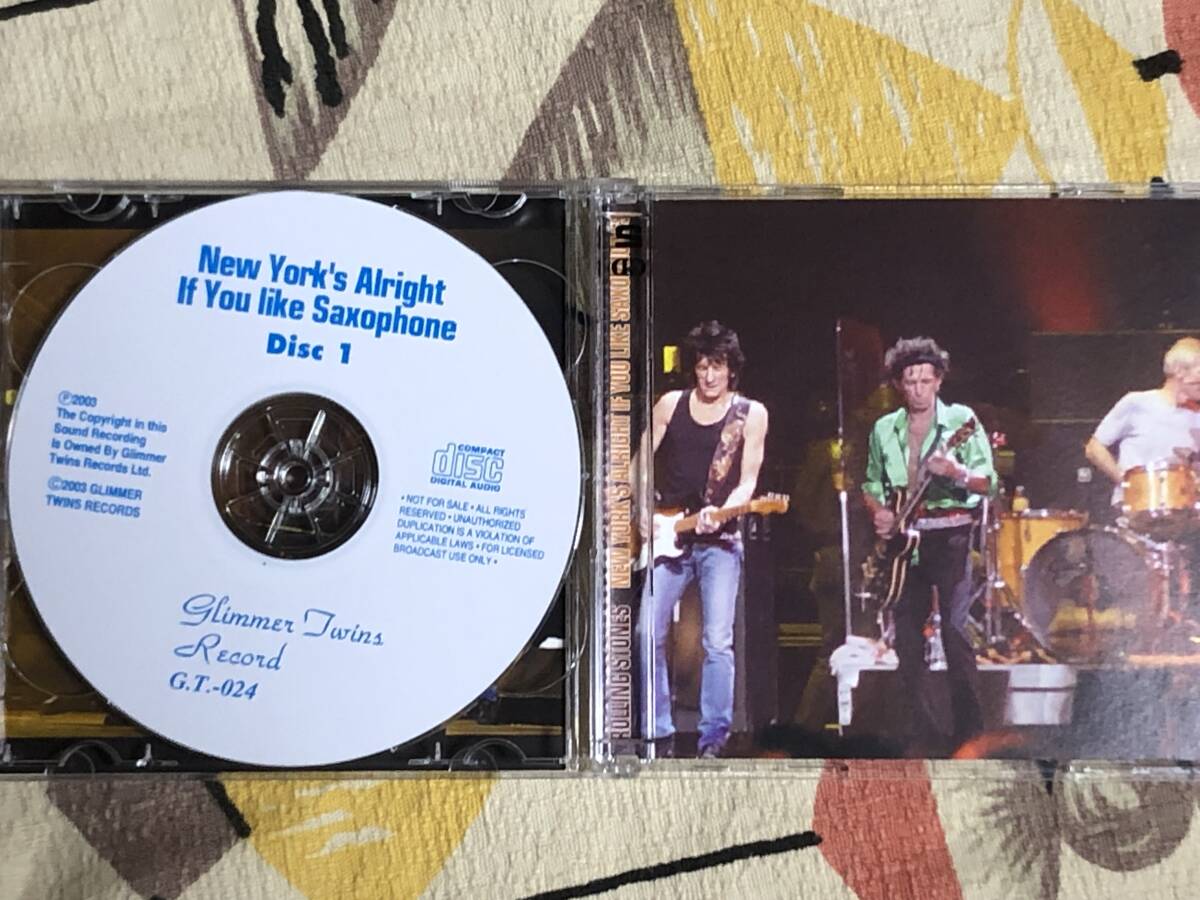 New York's Alright
If You like Saxophone
Disc 1
Ⓟ2003
The Copyright in this
Sound Recording
Is Owned By Glimmer
Twins Records Ltd.
Ⓒ2003 GLIMMER
TWINS RECORDS
COMPACT
disc
DIGITAL AUDIO
• NOT FOR SALE • ALL RIGHTS
RESERVED • UNAUTHORIZED
DUPLICATION IS A VIOLATION OF
APPLICABLE LAWS • FOR LICENSED
BROADCAST USE ONLY •
Glimmer Twins
Record
G.T.-024
ROLLING STONES NEW YORK'S ALRIGHT IF YOU LIKE